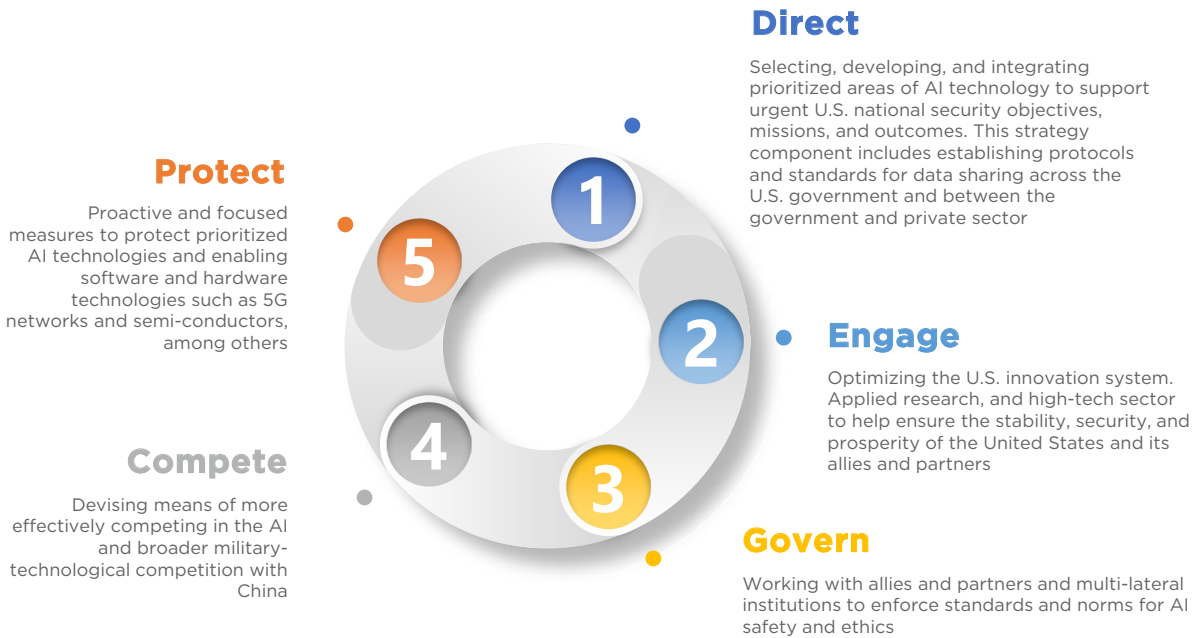 1
Direct
Selecting, developing, and integrating
prioritized areas of AI technology to support
urgent U.S. national security objectives,
missions, and outcomes. This strategy
component includes establishing protocols
and standards for data sharing across the
U.S. government and between the
government and private sector
2
Engage
Optimizing the U.S. innovation system.
Applied research, and high-tech sector
to help ensure the stability, security, and
prosperity of the United States and its
allies and partners
3
Govern
Working with allies and partners and multi-lateral
institutions to enforce standards and norms for AI
safety and ethics
4
Compete
Devising means of more
effectively competing in the AI
and broader military-
technological competition with
China
5
Protect
Proactive and focused
measures to protect prioritized
AI technologies and enabling
software and hardware
technologies such as 5G
networks and semi-conductors,
among others